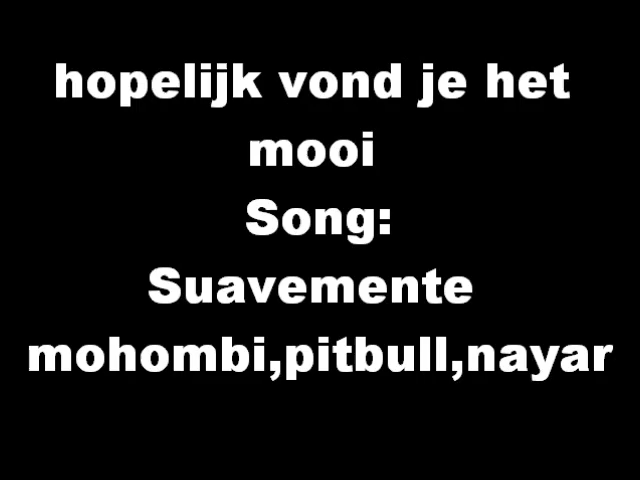 hopelijk vond je het
mooi
Song:
Suavemente
mohombi,pitbull,nayar